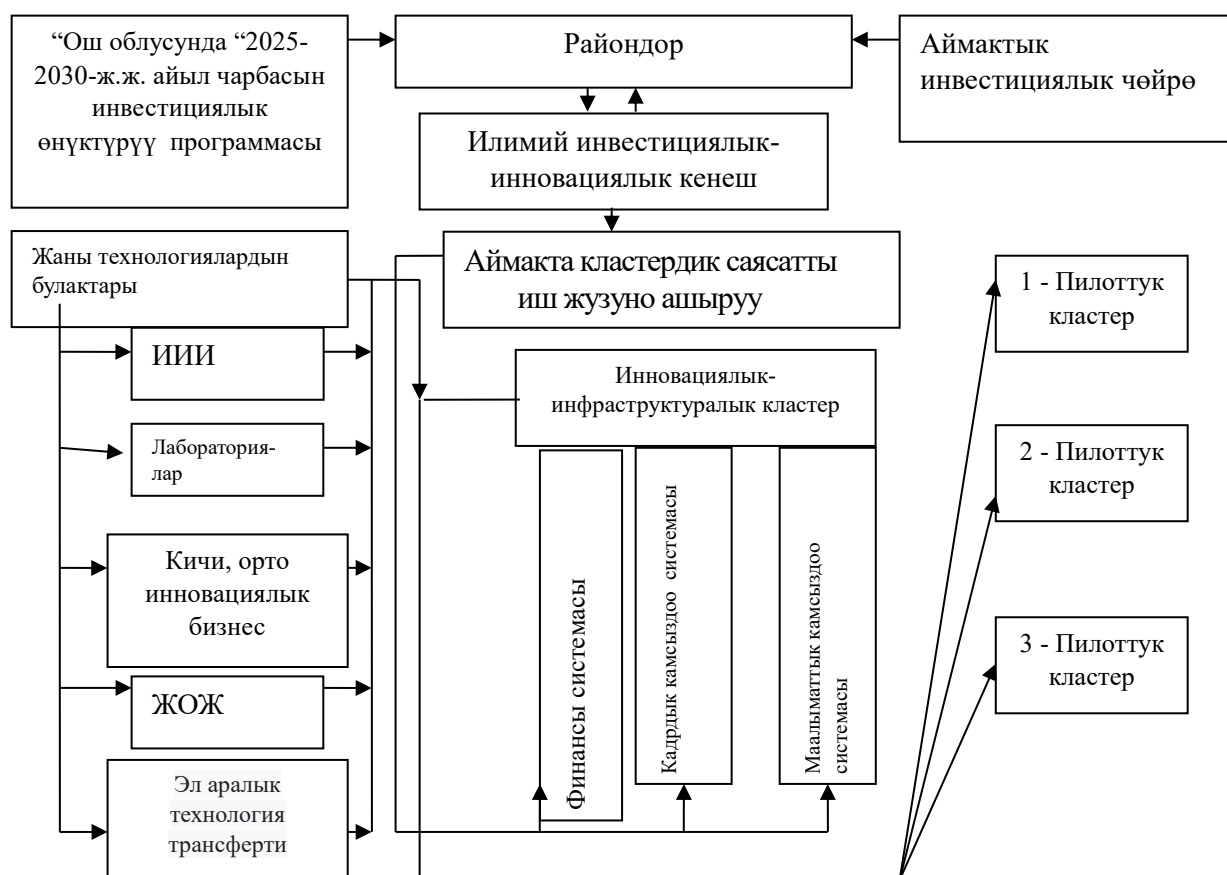 “Ош облусунда “2025-
2030-ж.ж. айыл чарбасын
инвестициялык
өнүктүрүү программасы
Райондор
Аймактык
инвестициялык чөйрө
Илимий инвестициялык-
инновациялык кенеш
Жаны технологиялардын
булактары
Аймакта кластердик саясатты
иш жузуно ашыруу
1 - Пилоттук
кластер
ИИИ
Инновациялык-
инфраструктуралык кластер
Лаборатория-
лар
2 - Пилоттук
кластер
Кичи, орто
инновациялык
бизнес
Финансы системасы
Кадрдык камсыздоо системасы
Маалыматтык камсыздоо
системасы
3 - Пилоттук
кластер
ЖОЖ
Эл аралык
технология
трансферти